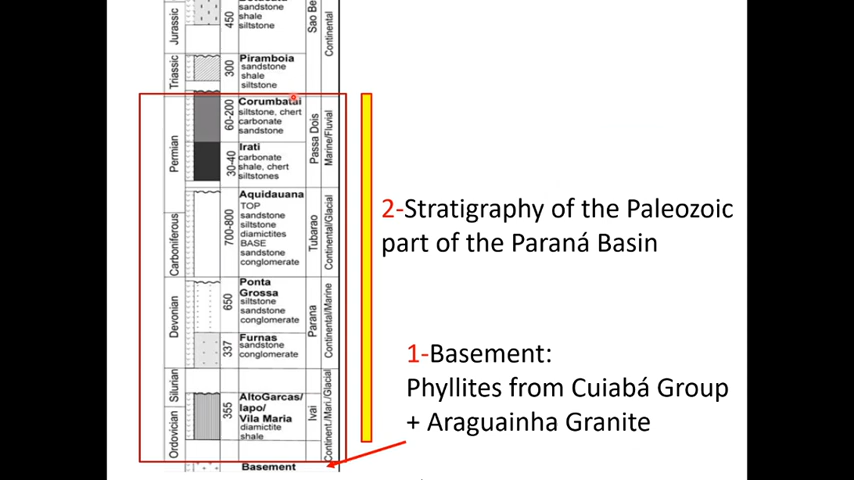 Jurassic
450
sandstone
shale
siltstone
Sao Be
Continental
Triassic
300
Piramboia
sandstone
shale
siltstone
Permian
60-200
Corumbatai
siltstone, chert
carbonate
sandstone
Passa Dois
Marine/Fluvial
30-40
Irati
carbonate
shale, chert
siltstones
Carboniferous
700-800
Aquidauana
TOP
sandstone
siltstone
diamictites
BASE
sandstone
conglomerate
Tubarao
Continental/Glacial
Devonian
650
Ponta
Grossa
siltstone
sandstone
conglomerate
Parana
Continental/Marine
337
Furnas
sandstone
conglomerate
Silurian
Ordovician
355
AltoGarcas/
Iapo/
Vila Maria
diamictite
shale
Ivai
Continent./Mari./Glacial
Basement
2-Stratigraphy of the Paleozoic
part of the Paraná Basin
1-Basement:
Phyllites from Cuiabá Group
+ Araguainha Granite